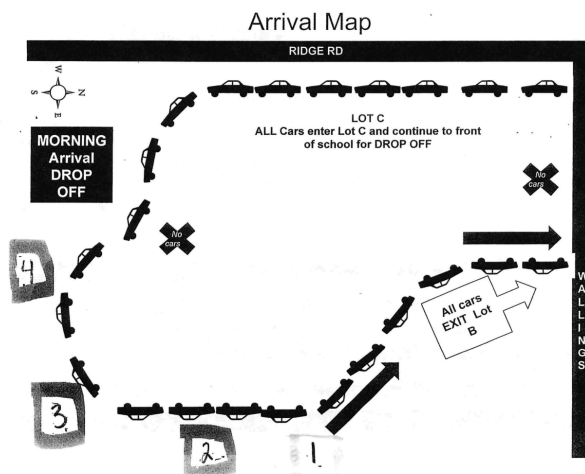 Arrival Map
RIDGE RD
W
S
N
E
MORNING
Arrival
DROP
OFF
LOT C
ALL Cars enter Lot C and continue to front
of school for DROP OFF
No
cars
No
cars
4
All cars
EXIT Lot
B
WALLINGS
3
2
1